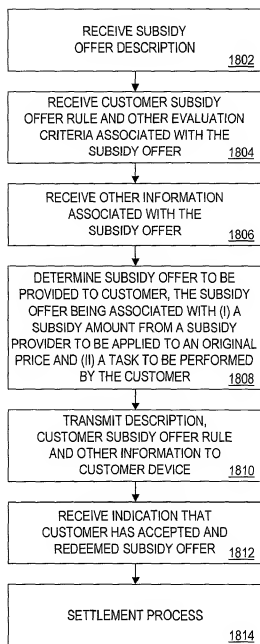 RECEIVE SUBSIDY
OFFER DESCRIPTION
1802
RECEIVE CUSTOMER SUBSIDY
OFFER RULE AND OTHER EVALUATION
CRITERIA ASSOCIATED WITH THE
SUBSIDY OFFER
1804
RECEIVE OTHER INFORMATION
ASSOCIATED WITH THE
SUBSIDY OFFER
1806
DETERMINE SUBSIDY OFFER TO BE
PROVIDED TO CUSTOMER, THE SUBSIDY
OFFER BEING ASSOCIATED WITH (I) A
SUBSIDY AMOUNT FROM A SUBSIDY
PROVIDER TO BE APPLIED TO AN ORIGINAL
PRICE AND (II) A TASK TO BE PERFORMED
BY THE CUSTOMER
1808
TRANSMIT DESCRIPTION,
CUSTOMER SUBSIDY OFFER RULE
AND OTHER INFORMATION TO
CUSTOMER DEVICE
1810
RECEIVE INDICATION THAT
CUSTOMER HAS ACCEPTED AND
REDEEMED SUBSIDY OFFER
1812
SETTLEMENT PROCESS
1814